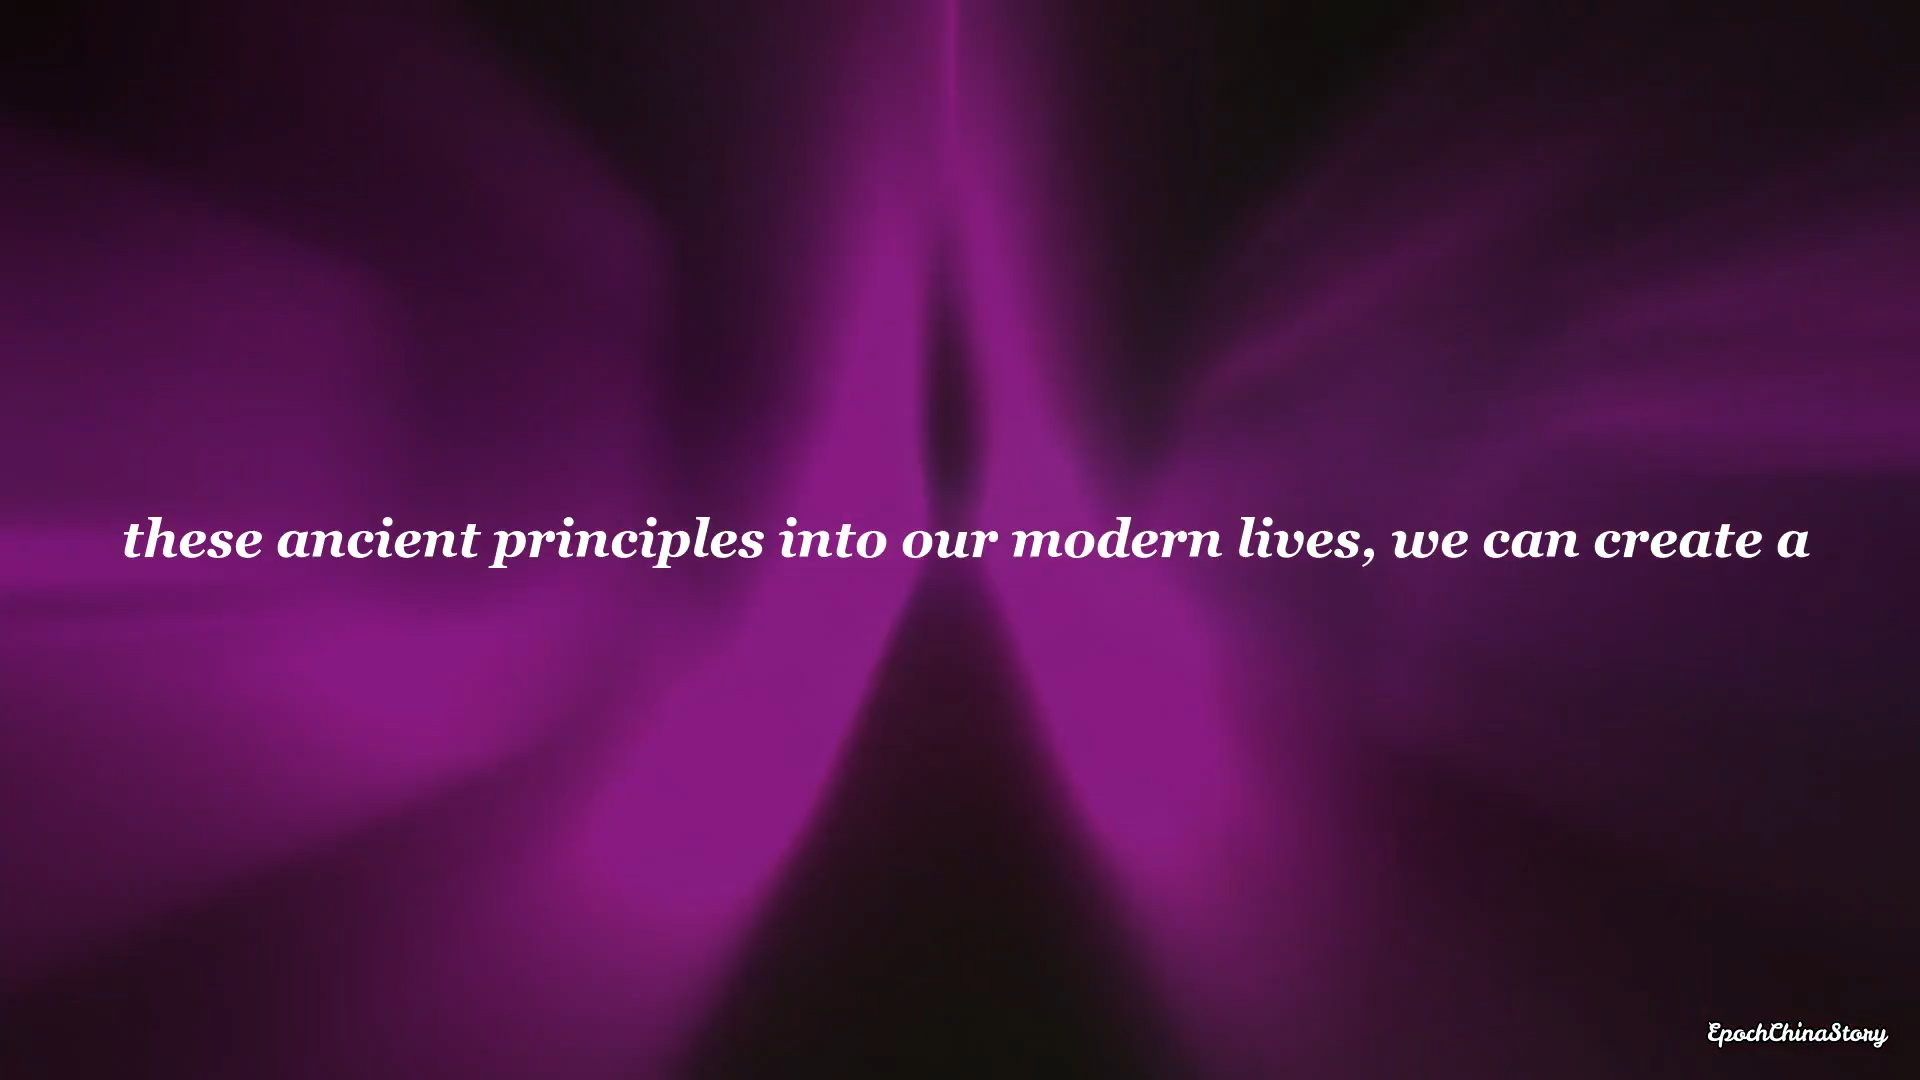 these ancient principles into our modern lives, we can create a
EpochChinaStory